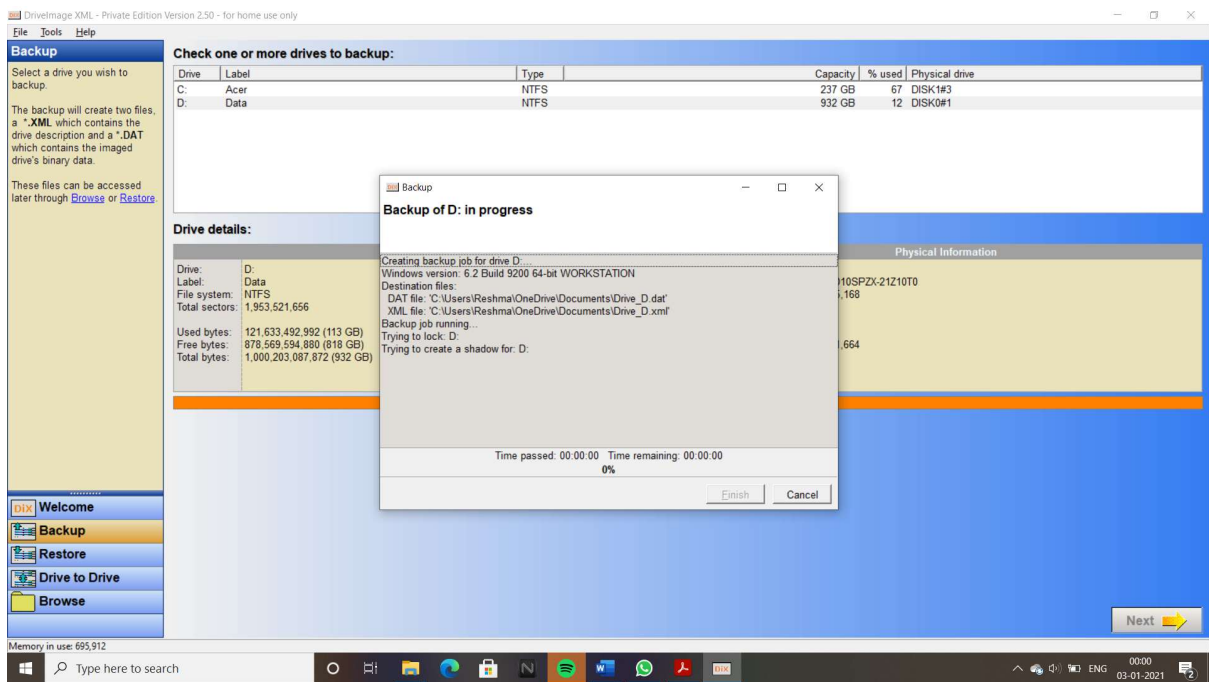 DriveImage XML - Private Edition Version 2.50 - for home use only
File Tools Help
Backup
Select a drive you wish to
backup.
The backup will create two files,
a *.XML which contains the
drive description and a *.DAT
which contains the imaged
drive's binary data.
These files can be accessed
later through Browse or Restore.
Check one or more drives to backup:
Drive Label Type Capacity % used Physical drive
C: Acer NTFS 237 GB 67 DISK1#3
D: Data NTFS 932 GB 12 DISK0#1
Drive details:
Physical Information
Drive: D:
Label: Data
File system: NTFS
Total sectors: 1,953,521,656
Used bytes: 121,633,492,992 (113 GB)
Free bytes: 878,569,594,880 (818 GB)
Total bytes: 1,000,203,087,872 (932 GB)
10SPZX-21Z10T0
,168
,664
Backup
Backup of D: in progress
Creating backup job for drive D:...
Windows version: 6.2 Build 9200 64-bit WORKSTATION
Destination files:
DAT file: 'C:\Users\Reshma\OneDrive\Documents\Drive_D.dat'
XML file: 'C:\Users\Reshma\OneDrive\Documents\Drive_D.xml'
Backup job running...
Trying to lock: D:
Trying to create a shadow for: D:
Time passed: 00:00:00 Time remaining: 00:00:00
0%
Finish Cancel
DiX Welcome
Backup
Restore
Drive to Drive
Browse
Next
Memory in use: 695,912
Type here to search
ENG
00:00
03-01-2021
2